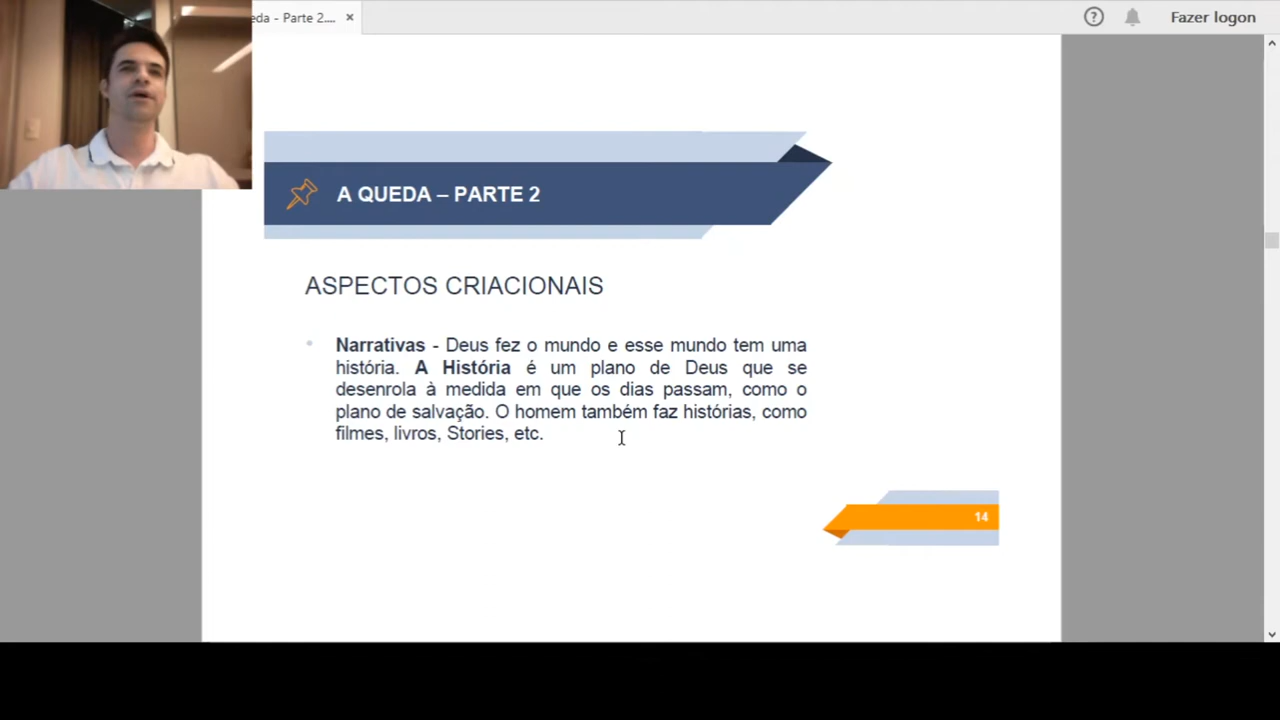 eda - Parte 2....
Fazer logon
A QUEDA – PARTE 2
ASPECTOS CRIACIONAIS
Narrativas - Deus fez o mundo e esse mundo tem uma
história. A História é um plano de Deus que se
desenrola à medida em que os dias passam, como o
plano de salvação. O homem também faz histórias, como
filmes, livros, Stories, etc.
14